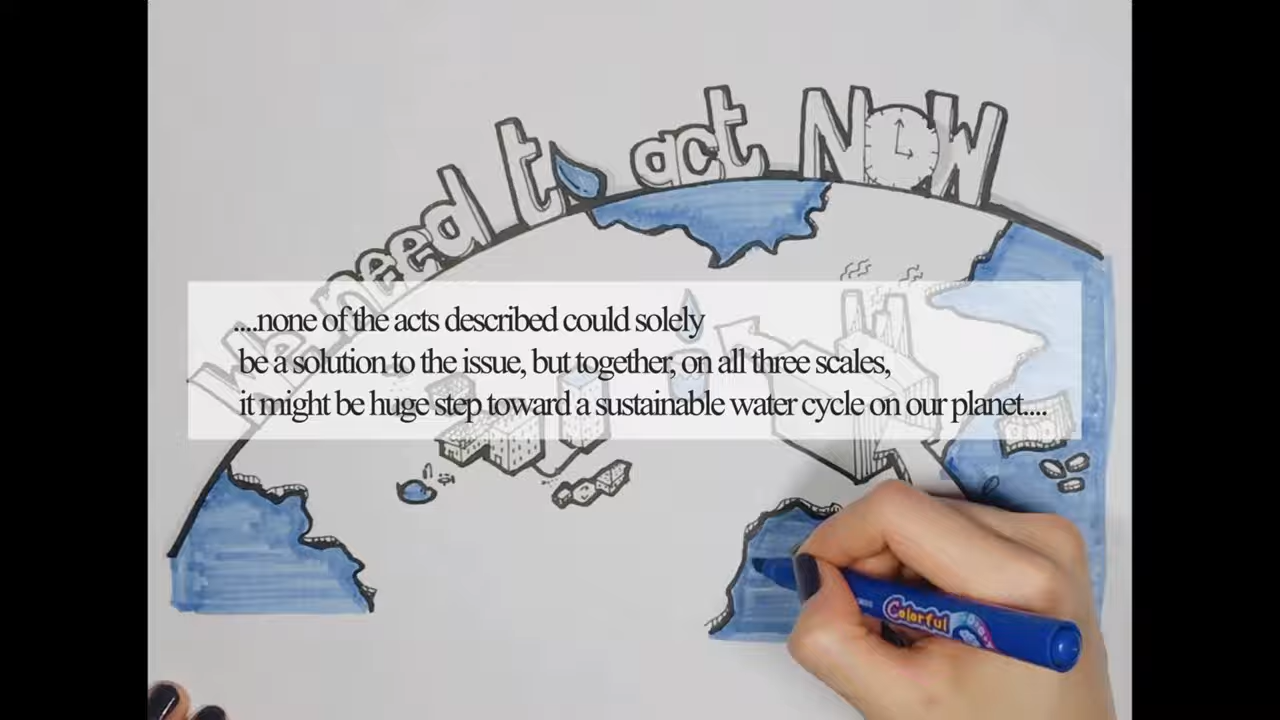 We need to act NOW
....none of the acts described could solely
be a solution to the issue, but together, on all three scales,
it might be huge step toward a sustainable water cycle on our planet....
Colorful